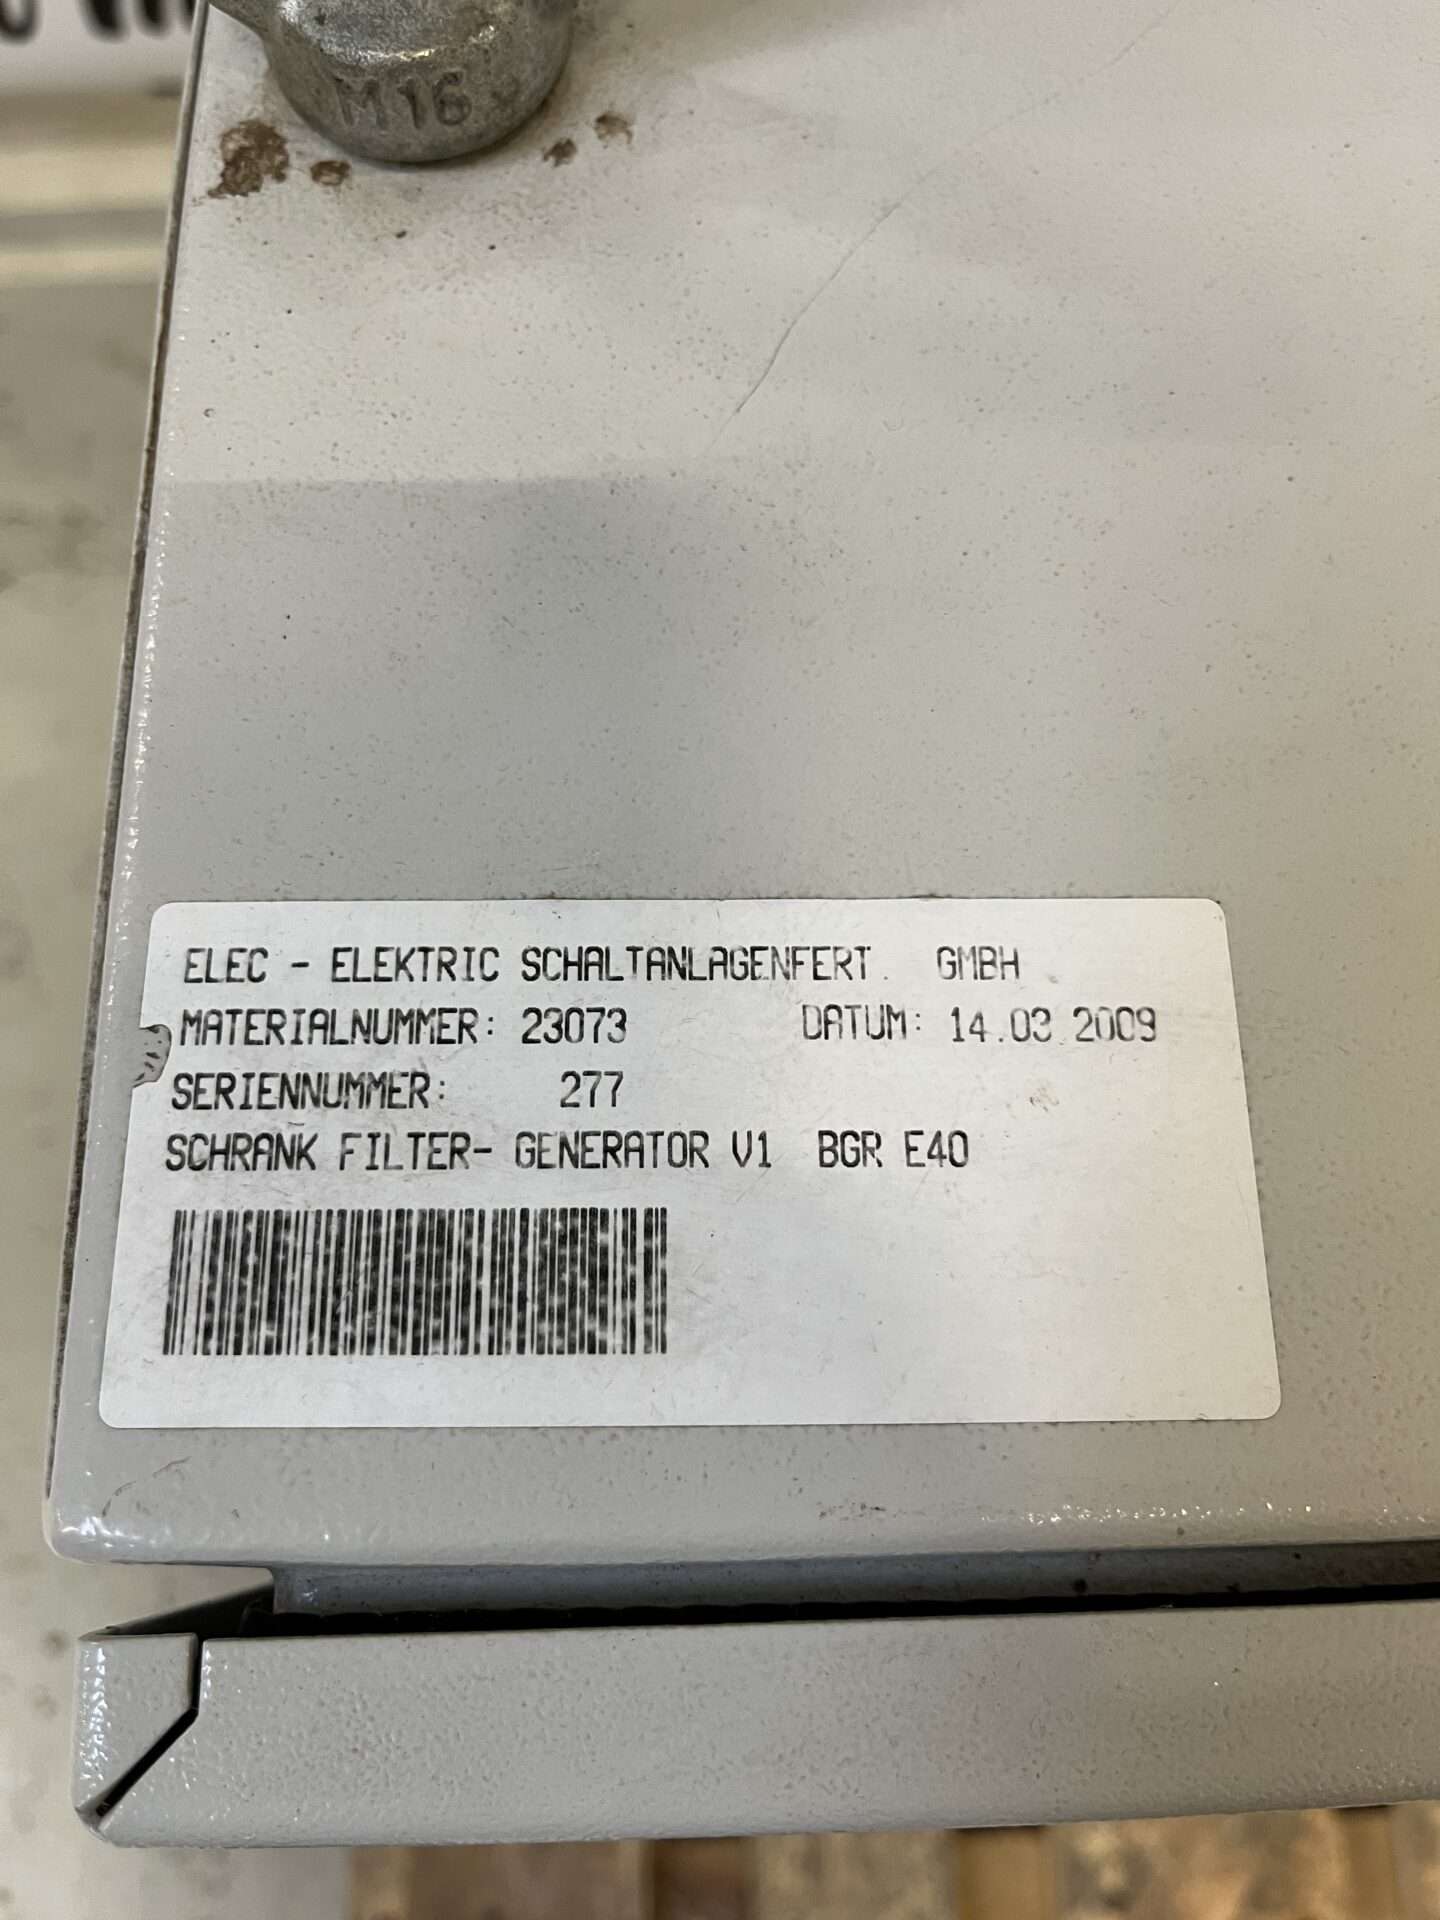 M16
ELEC - ELEKTRIC SCHALTANLAGENFERT. GMBH
MATERIALNUMMER: 23073 DATUM: 14.03.2009
SERIENNUMMER: 277
SCHRANK FILTER- GENERATOR V1 BGR E40